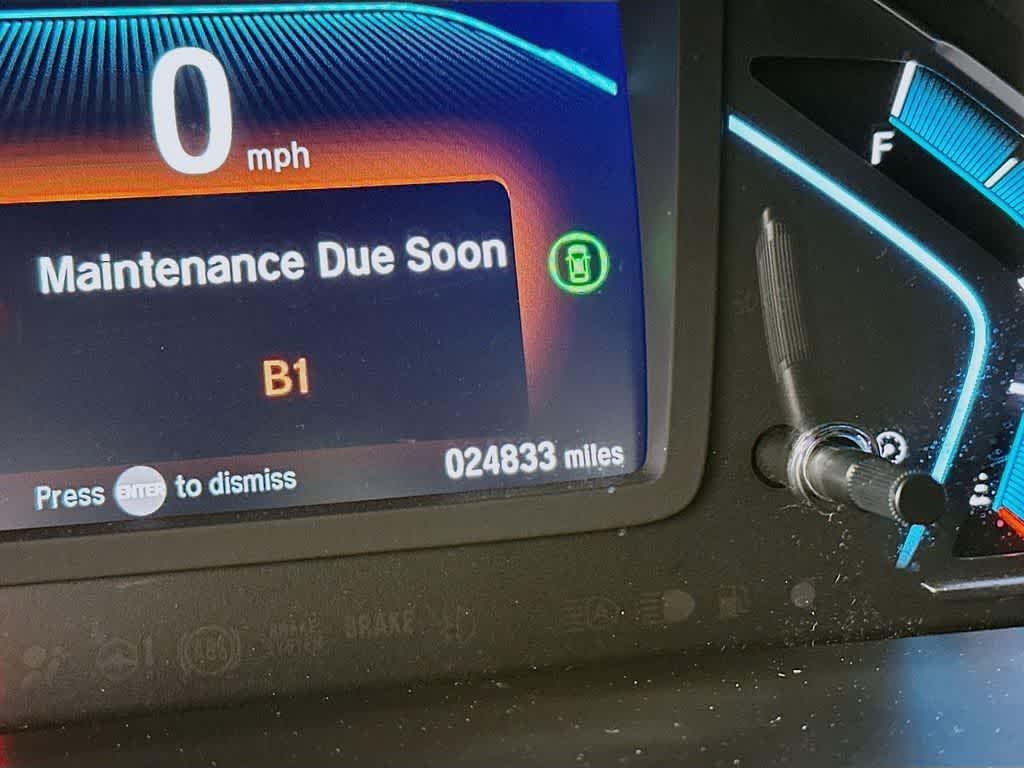 0 mph
F
Maintenance Due Soon
B1
024833 miles
Press ENTER to dismiss
BRAKE